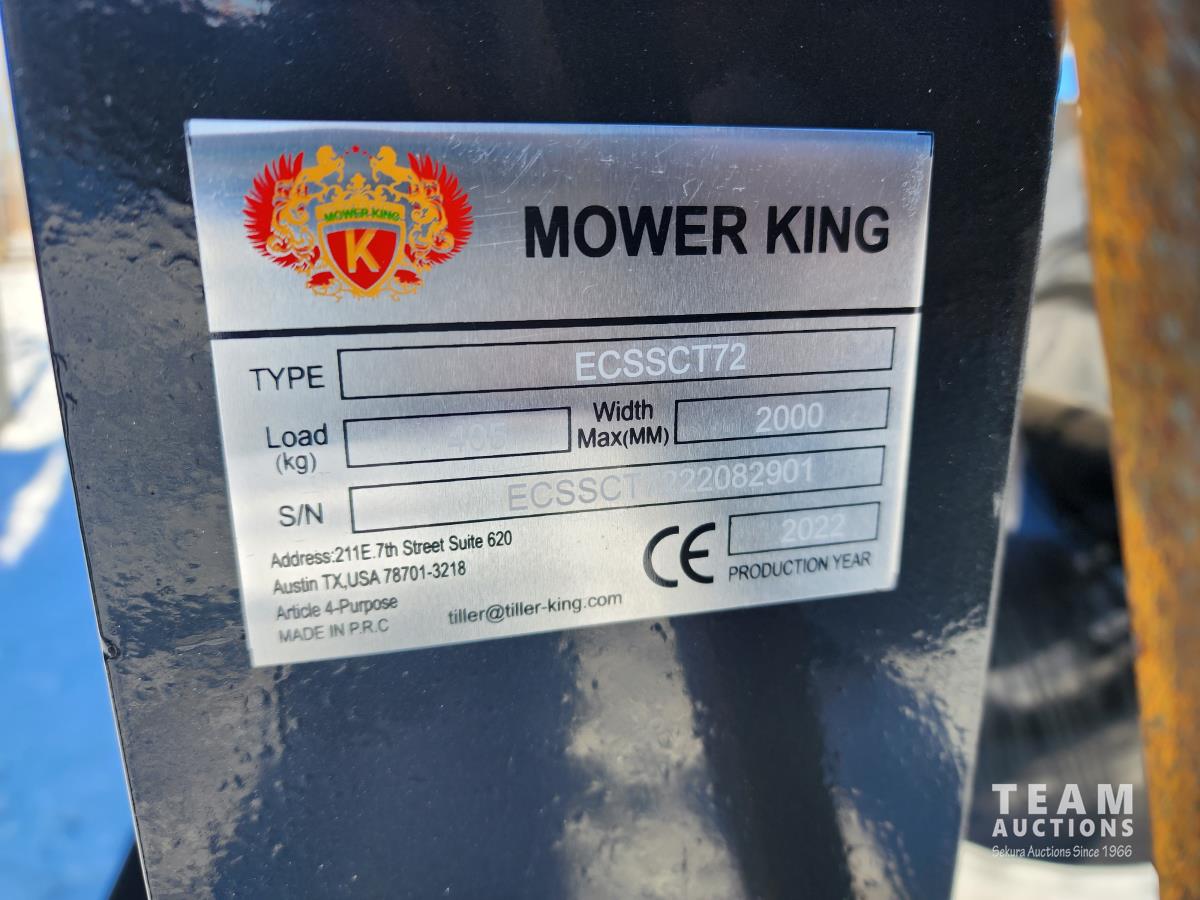 MOWER KING
K
MOWER KING
TYPE ECSSCT72
Load (kg) 405
Width Max(MM) 2000
S/N
Address:211E.7th Street Suite 620
Austin TX,USA 78701-3218
Article 4-Purpose
MADE IN P.R.C
tiller@tiller-king.com
CE
2022
PRODUCTION YEAR
TEAM
AUCTIONS
Sekura Auctions Since 1966